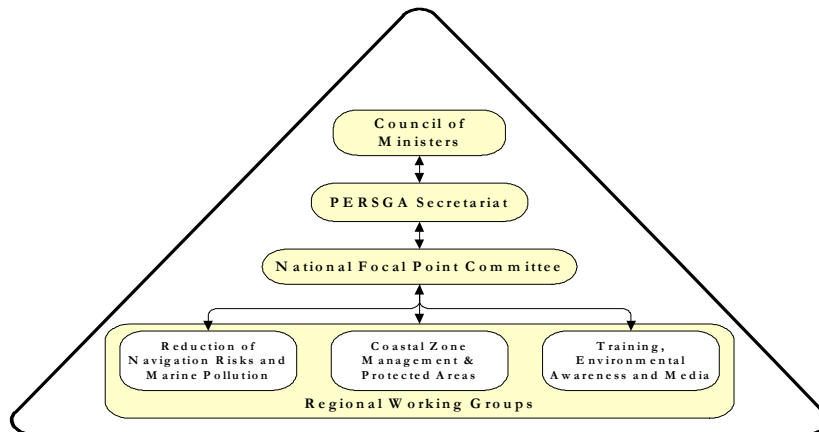 Council of
Ministers
PERSGA Secretariat
National Focal Point Committee
Reduction of
Navigation Risks and
Marine Pollution
Coastal Zone
Management &
Protected Areas
Training,
Environmental
Awareness and Media
Regional Working Groups